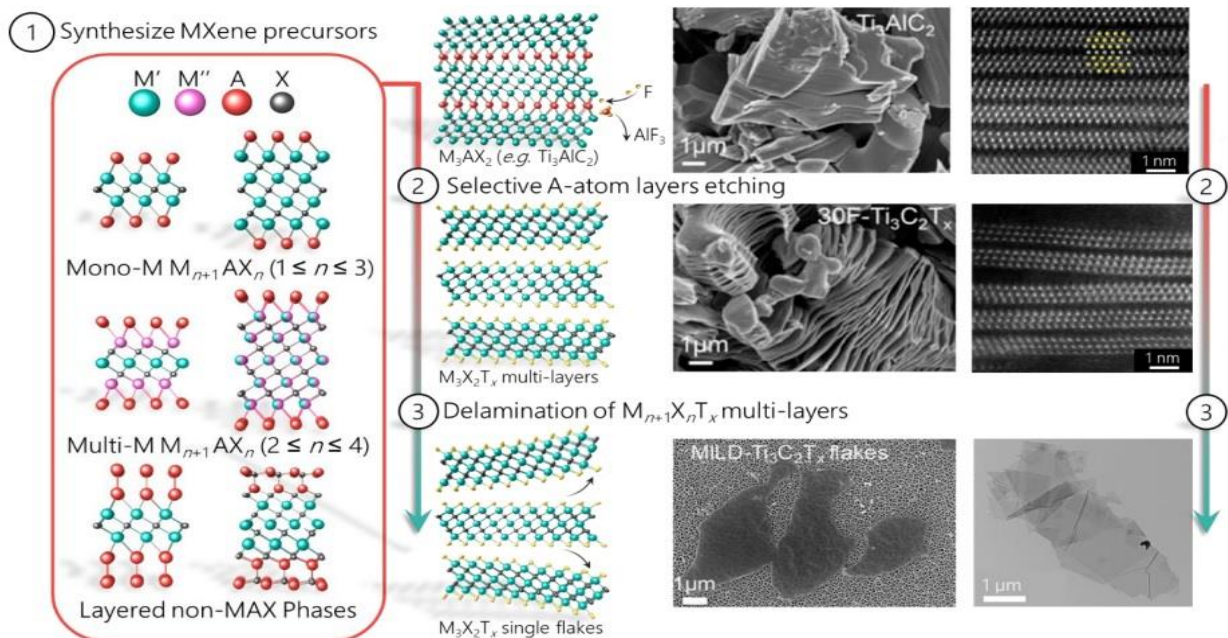 1 Synthesize MXene precursors
M' M'' A X
Mono-M Mₙ₊₁AXₙ (1 ≤ n ≤ 3)
Multi-M Mₙ₊₁AXₙ (2 ≤ n ≤ 4)
Layered non-MAX Phases
F
AlF₃
M₃AX₂ (e.g. Ti₃AlC₂)
Ti₃AlC₂
1μm
1 nm
2 Selective A-atom layers etching 2
M₃X₂Tₓ multi-layers
30F-Ti₃C₂Tₓ
1μm
1 nm
3 Delamination of Mₙ₊₁XₙTₓ multi-layers 3
M₃X₂Tₓ single flakes
MILD-Ti₃C₂Tₓ flakes
1μm
1 μm